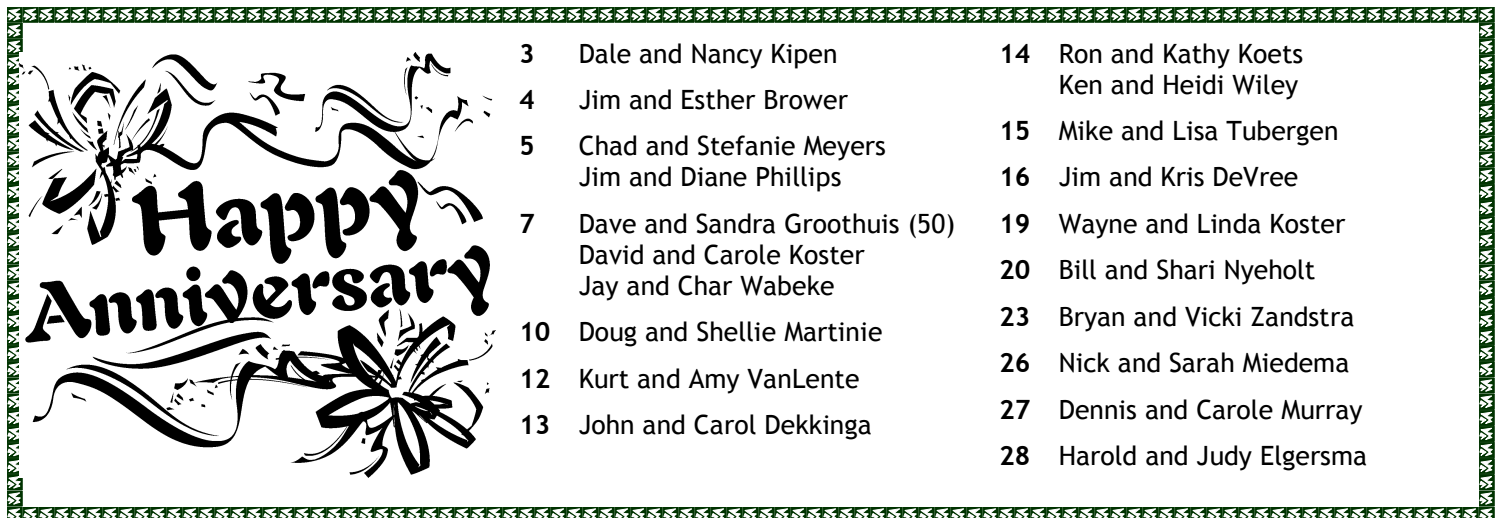 Happy
Anniversary
3 Dale and Nancy Kipen
4 Jim and Esther Brower
5 Chad and Stefanie Meyers
Jim and Diane Phillips
7 Dave and Sandra Groothuis (50)
David and Carole Koster
Jay and Char Wabeke
10 Doug and Shellie Martinie
12 Kurt and Amy VanLente
13 John and Carol Dekkinga
14 Ron and Kathy Koets
Ken and Heidi Wiley
15 Mike and Lisa Tubergen
16 Jim and Kris DeVree
19 Wayne and Linda Koster
20 Bill and Shari Nyeholt
23 Bryan and Vicki Zandstra
26 Nick and Sarah Miedema
27 Dennis and Carole Murray
28 Harold and Judy Elgersma